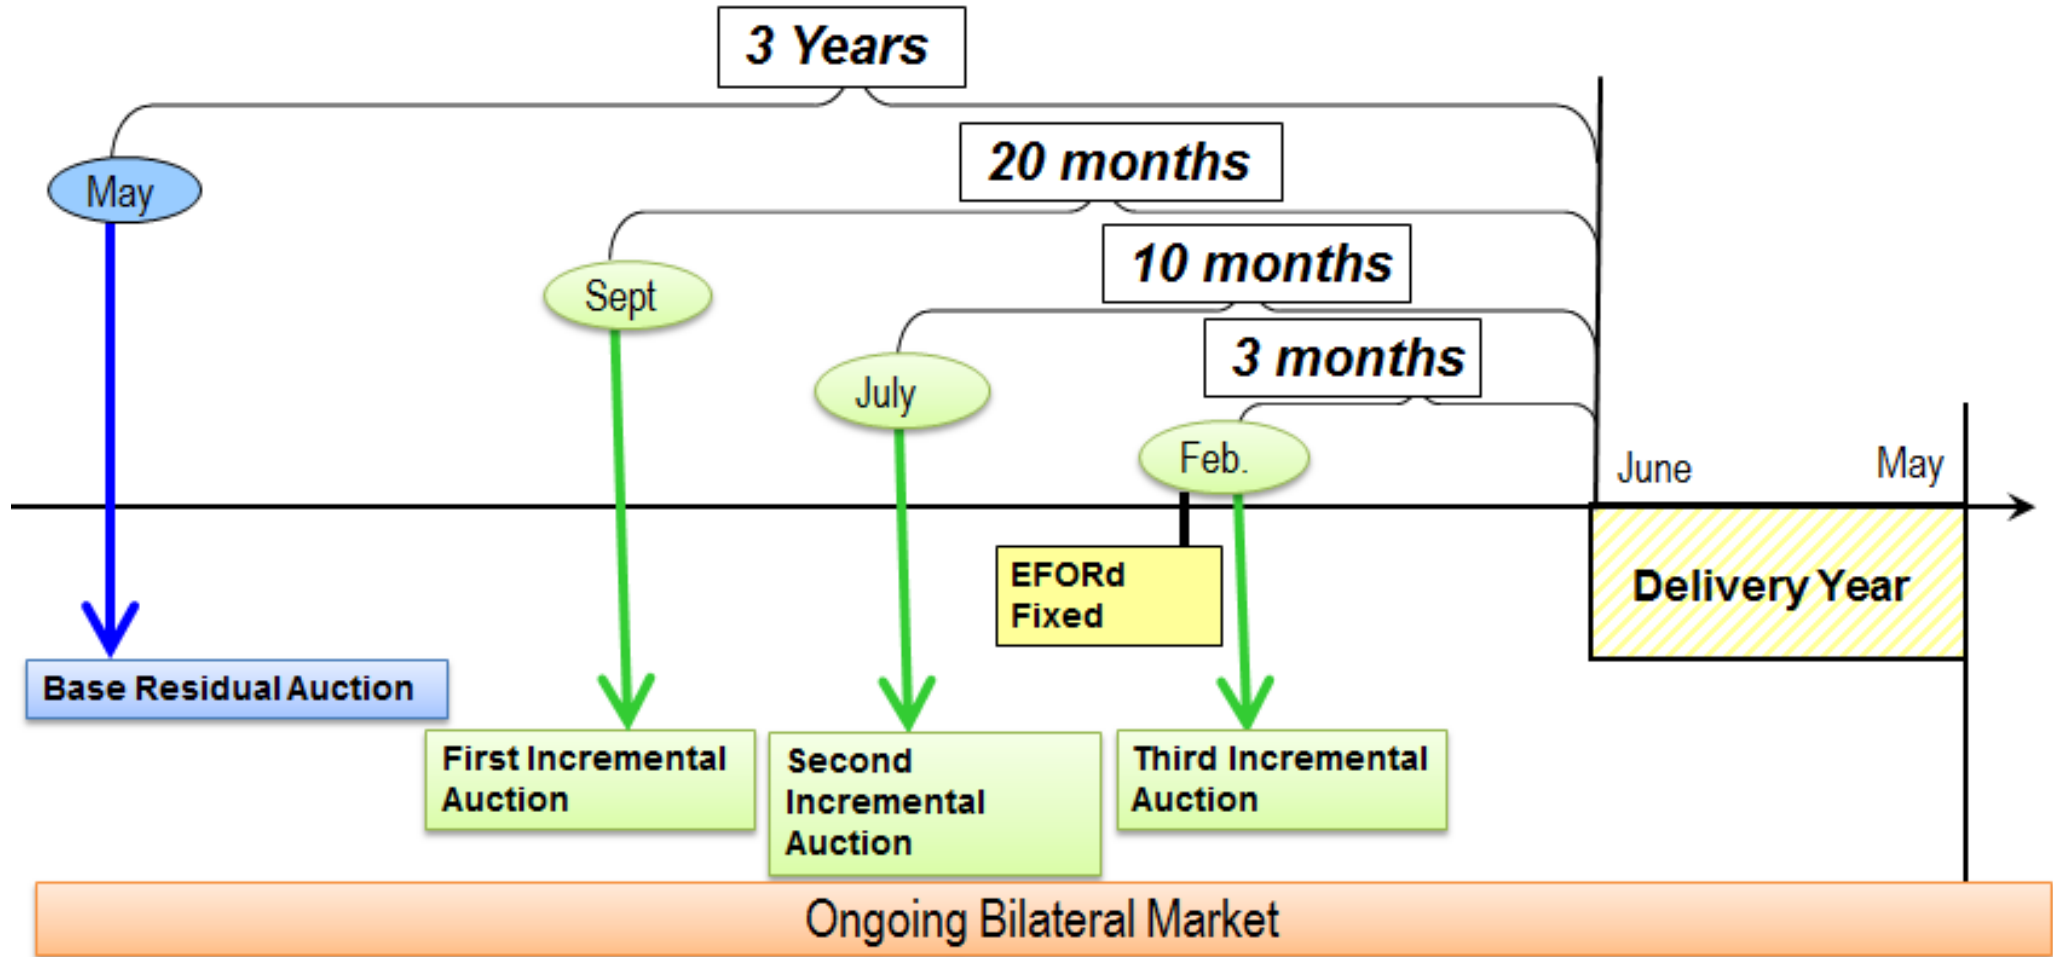 3 Years
20 months
10 months
3 months
May
Sept
July
Feb.
June
May
EFORd
Fixed
Delivery Year
Base Residual Auction
First Incremental
Auction
Second
Incremental
Auction
Third Incremental
Auction
Ongoing Bilateral Market